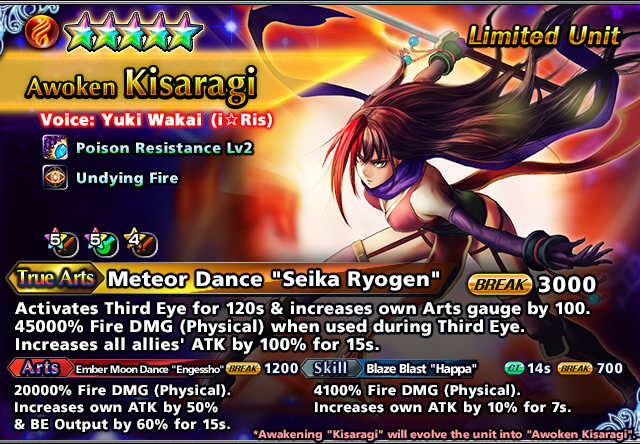 Limited Unit
Awoken Kisaragi
Voice: Yuki Wakai (i☆Ris)
Poison Resistance Lv2
Undying Fire
5 5 4
True Arts Meteor Dance "Seika Ryogen" BREAK 3000
Activates Third Eye for 120s & increases own Arts gauge by 100.
45000% Fire DMG (Physical) when used during Third Eye.
Increases all allies' ATK by 100% for 15s.
Arts Ember Moon Dance "Engessho" BREAK 1200
20000% Fire DMG (Physical).
Increases own ATK by 50%
& BE Output by 60% for 15s.
Skill Blaze Blast "Happa" CT 14s BREAK 700
4100% Fire DMG (Physical).
Increases own ATK by 10% for 7s.
*Awakening "Kisaragi" will evolve the unit into "Awoken Kisaragi".